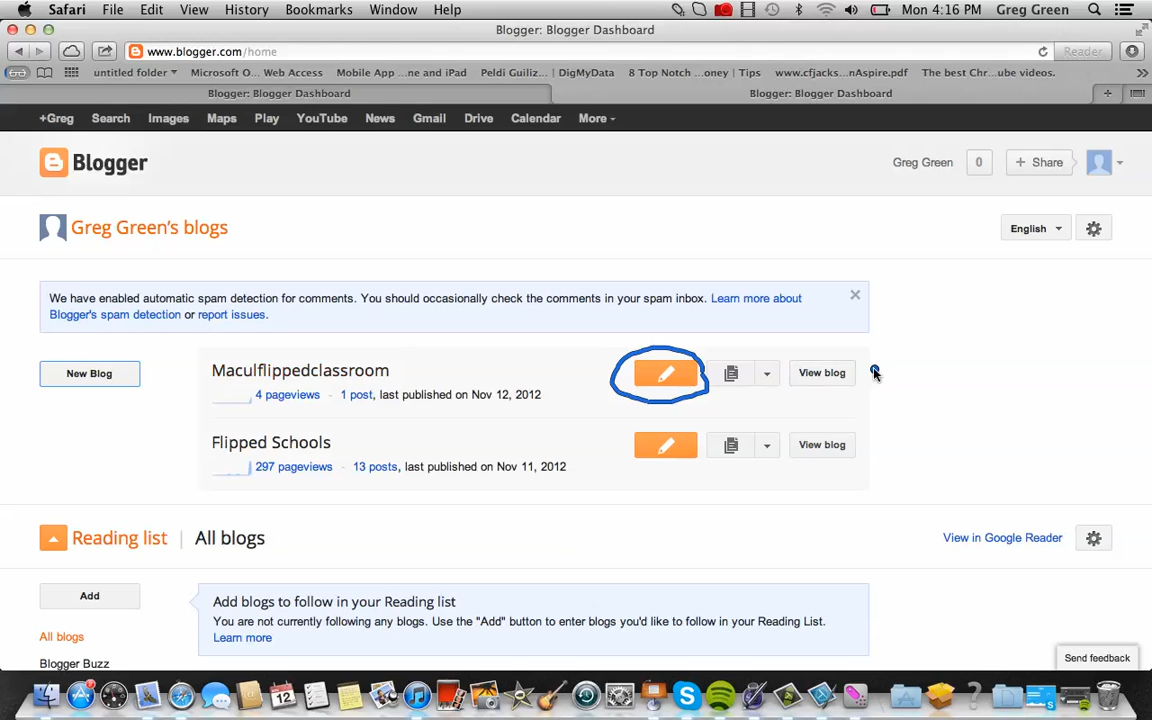 Safari File Edit View History Bookmarks Window Help Mon 4:16 PM Greg Green
Blogger: Blogger Dashboard
www.blogger.com/home Reader
untitled folder Microsoft O... Web Access Mobile App ...ne and iPad Peldi Guiliz... | DigMyData 8 Top Notch ...oney | Tips www.cfjacks...nAspire.pdf The best Chr...ube videos.
Blogger: Blogger Dashboard Blogger: Blogger Dashboard
+Greg Search Images Maps Play YouTube News Gmail Drive Calendar More
Blogger Greg Green 0 + Share
Greg Green's blogs English
We have enabled automatic spam detection for comments. You should occasionally check the comments in your spam inbox. Learn more about
Blogger's spam detection or report issues.
New Blog Maculflippedclassroom View blog
4 pageviews - 1 post, last published on Nov 12, 2012
Flipped Schools View blog
297 pageviews - 13 posts, last published on Nov 11, 2012
Reading list | All blogs View in Google Reader
Add Add blogs to follow in your Reading list
You are not currently following any blogs. Use the "Add" button to enter blogs you'd like to follow in your Reading List.
All blogs Learn more
Blogger Buzz Send feedback
12